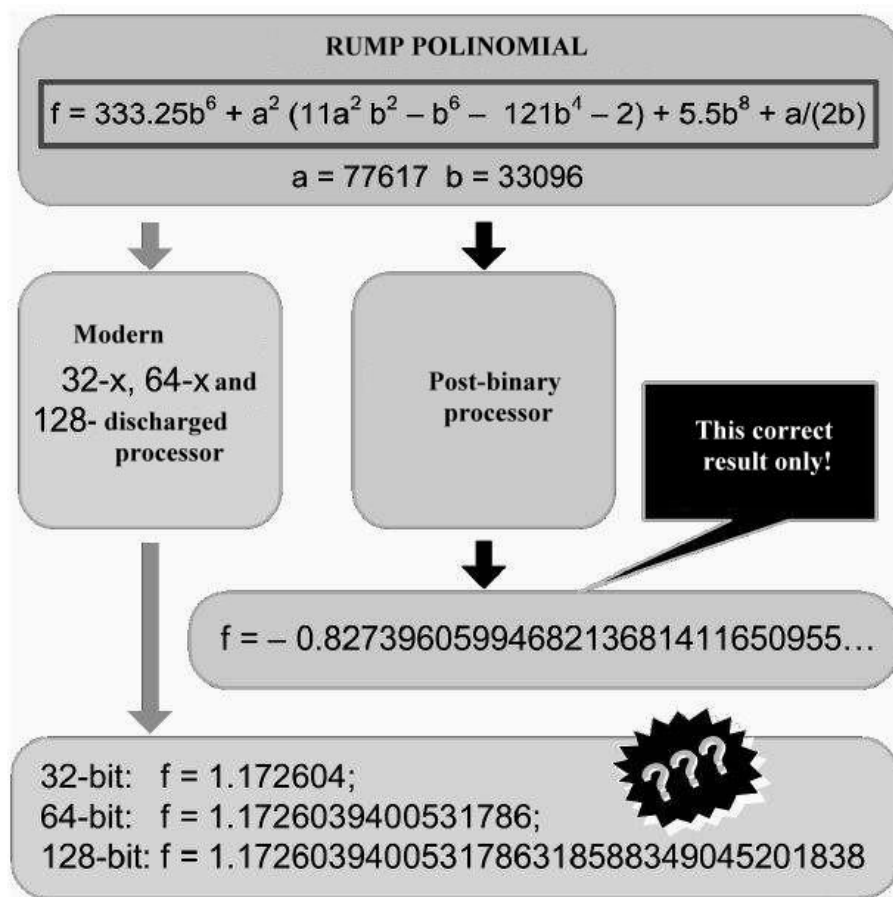 RUMP POLINOMIAL
f = 333.25b⁶ + a² (11a² b² – b⁶ – 121b⁴ – 2) + 5.5b⁸ + a/(2b)
a = 77617 b = 33096
Modern
32-x, 64-x and
128- discharged
processor
Post-binary
processor
This correct
result only!
f = – 0.827396059946821368141165095​5…
???
32-bit: f = 1.172604;
64-bit: f = 1.1726039400531786;
128-bit: f = 1.1726039400531786318588349045201838